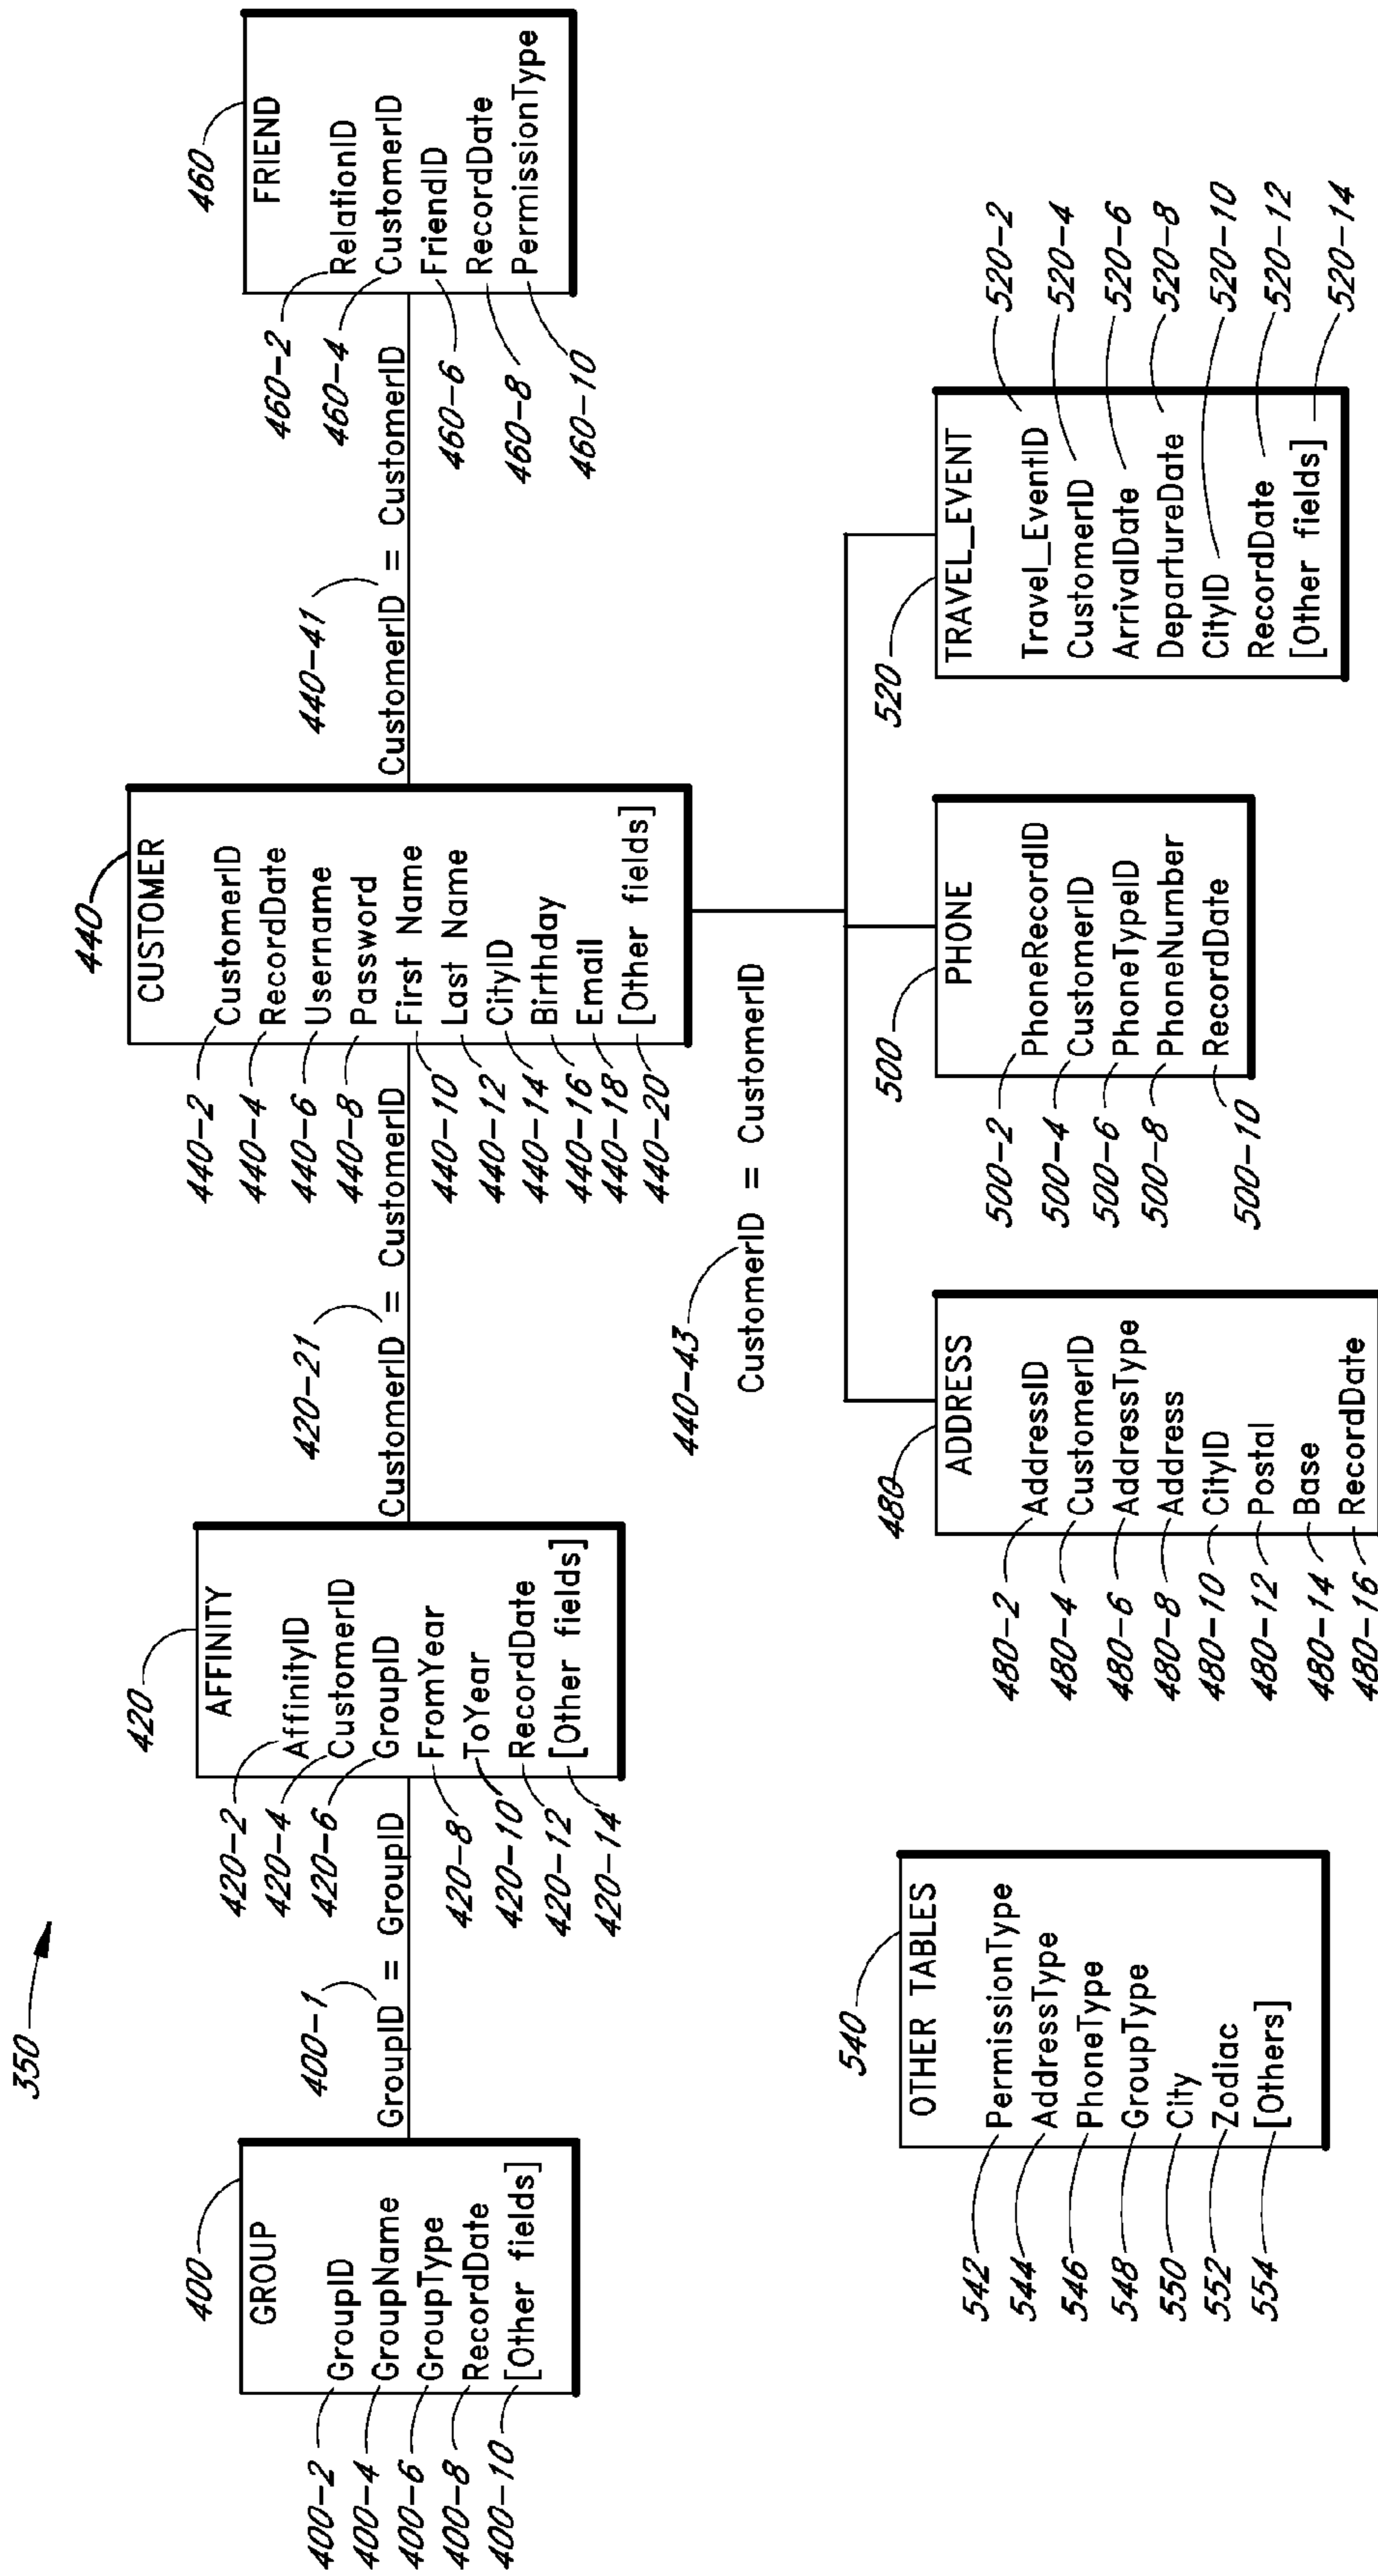 350
400
GROUP
400-2 GroupID
400-4 GroupName
400-6 GroupType
400-8 RecordDate
400-10 [Other fields]
400-1
GroupID = GroupID
420
AFFINITY
420-2 AffinityID
420-4 CustomerID
420-6 GroupID
420-8 FromYear
420-10 ToYear
420-12 RecordDate
420-14 [Other fields]
420-21
CustomerID = CustomerID
440
CUSTOMER
440-2 CustomerID
440-4 RecordDate
440-6 Username
440-8 Password
440-10 First Name
440-12 Last Name
440-14 CityID
440-16 Birthday
440-18 Email
440-20 [Other fields]
440-41
CustomerID = CustomerID
460
FRIEND
460-2 RelationID
460-4 CustomerID
460-6 FriendID
460-8 RecordDate
460-10 PermissionType
440-43
CustomerID = CustomerID
540
OTHER TABLES
542 PermissionType
544 AddressType
546 PhoneType
548 GroupType
550 City
552 Zodiac
554 [Others]
480
ADDRESS
480-2 AddressID
480-4 CustomerID
480-6 AddressType
480-8 Address
480-10 CityID
480-12 Postal
480-14 Base
480-16 RecordDate
500
PHONE
500-2 PhoneRecordID
500-4 CustomerID
500-6 PhoneTypeID
500-8 PhoneNumber
500-10 RecordDate
520
TRAVEL_EVENT
Travel_EventID 520-2
CustomerID 520-4
ArrivalDate 520-6
DepartureDate 520-8
CityID 520-10
RecordDate 520-12
[Other fields] 520-14